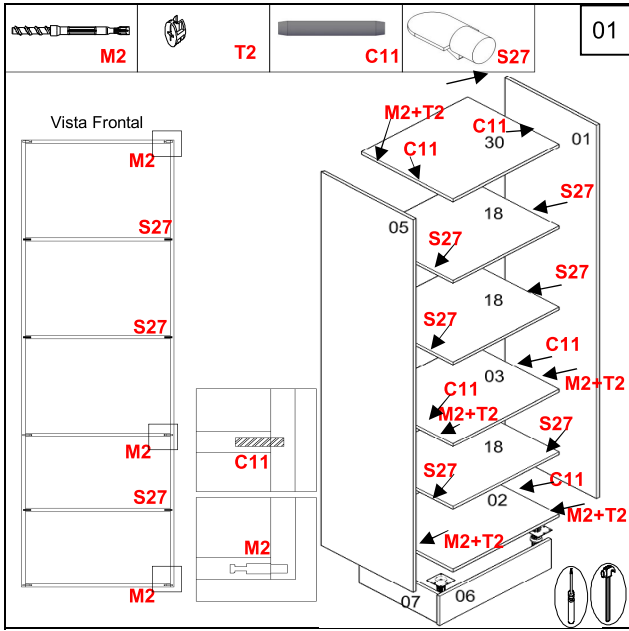 M2
T2
C11
S27
01
Vista Frontal
M2
S27
S27
M2
S27
M2
C11
M2
M2+T2
C11
30
01
C11
S27
05
18
S27
S27
18
S27
C11
03
M2+T2
C11
M2+T2
S27
18
S27
C11
02
M2+T2
M2+T2
07
06